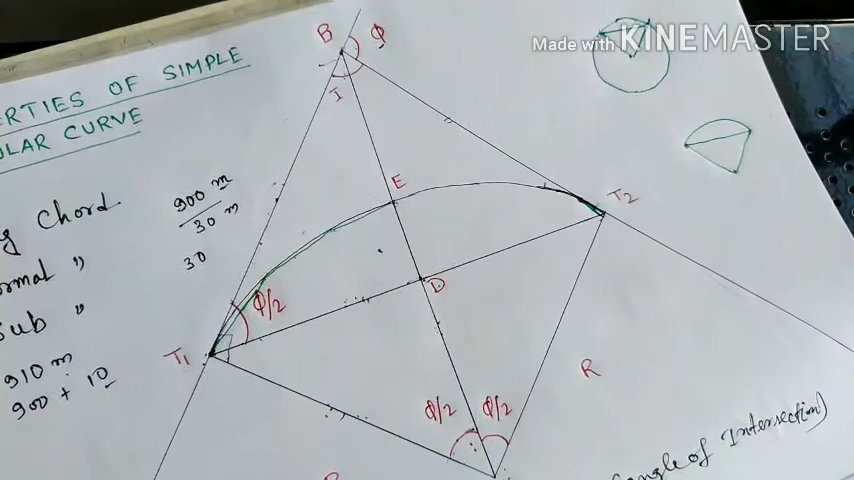 Made with KINEMASTER
ERTIES OF SIMPLE
LAR CURVE
B
Φ
I
g Chord.
900 m
30 m
E
T2
ormal "
30
Φ/2
D
Sub "
T1
910 m
900 + 10
R
Φ/2
Φ/2
angle of Intersection)